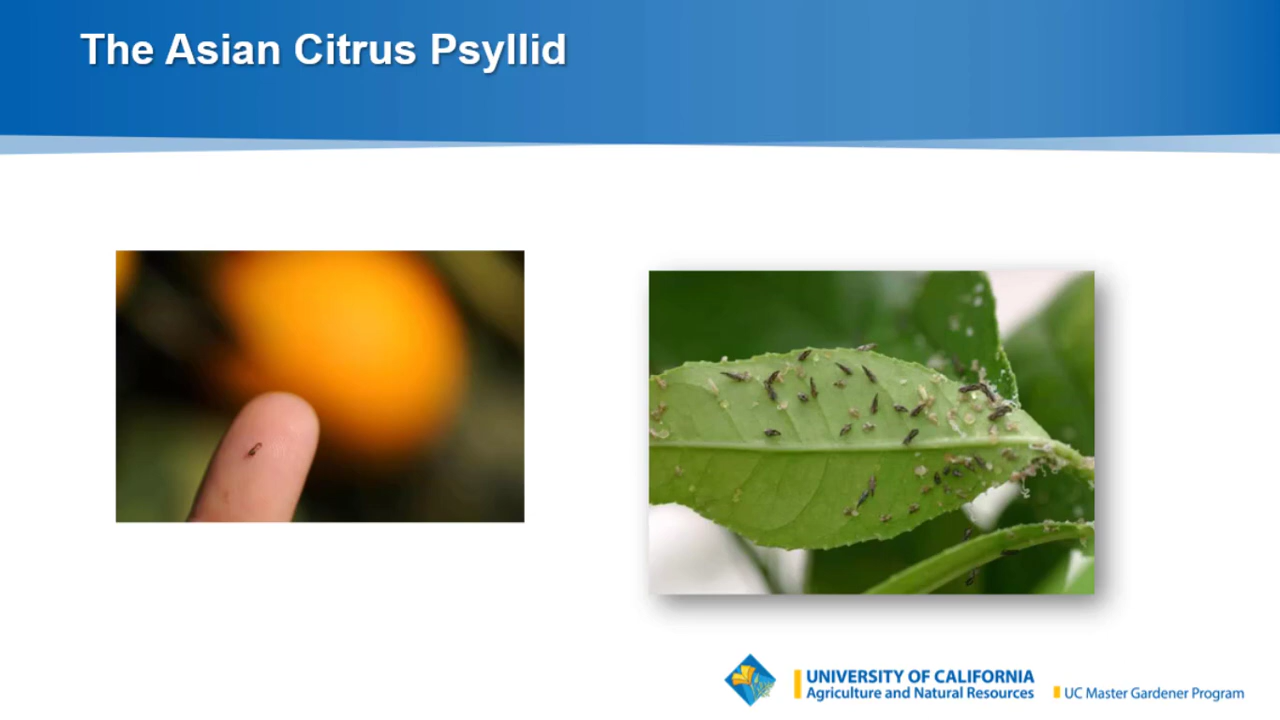 The Asian Citrus Psyllid
UNIVERSITY OF CALIFORNIA
Agriculture and Natural Resources
UC Master Gardener Program